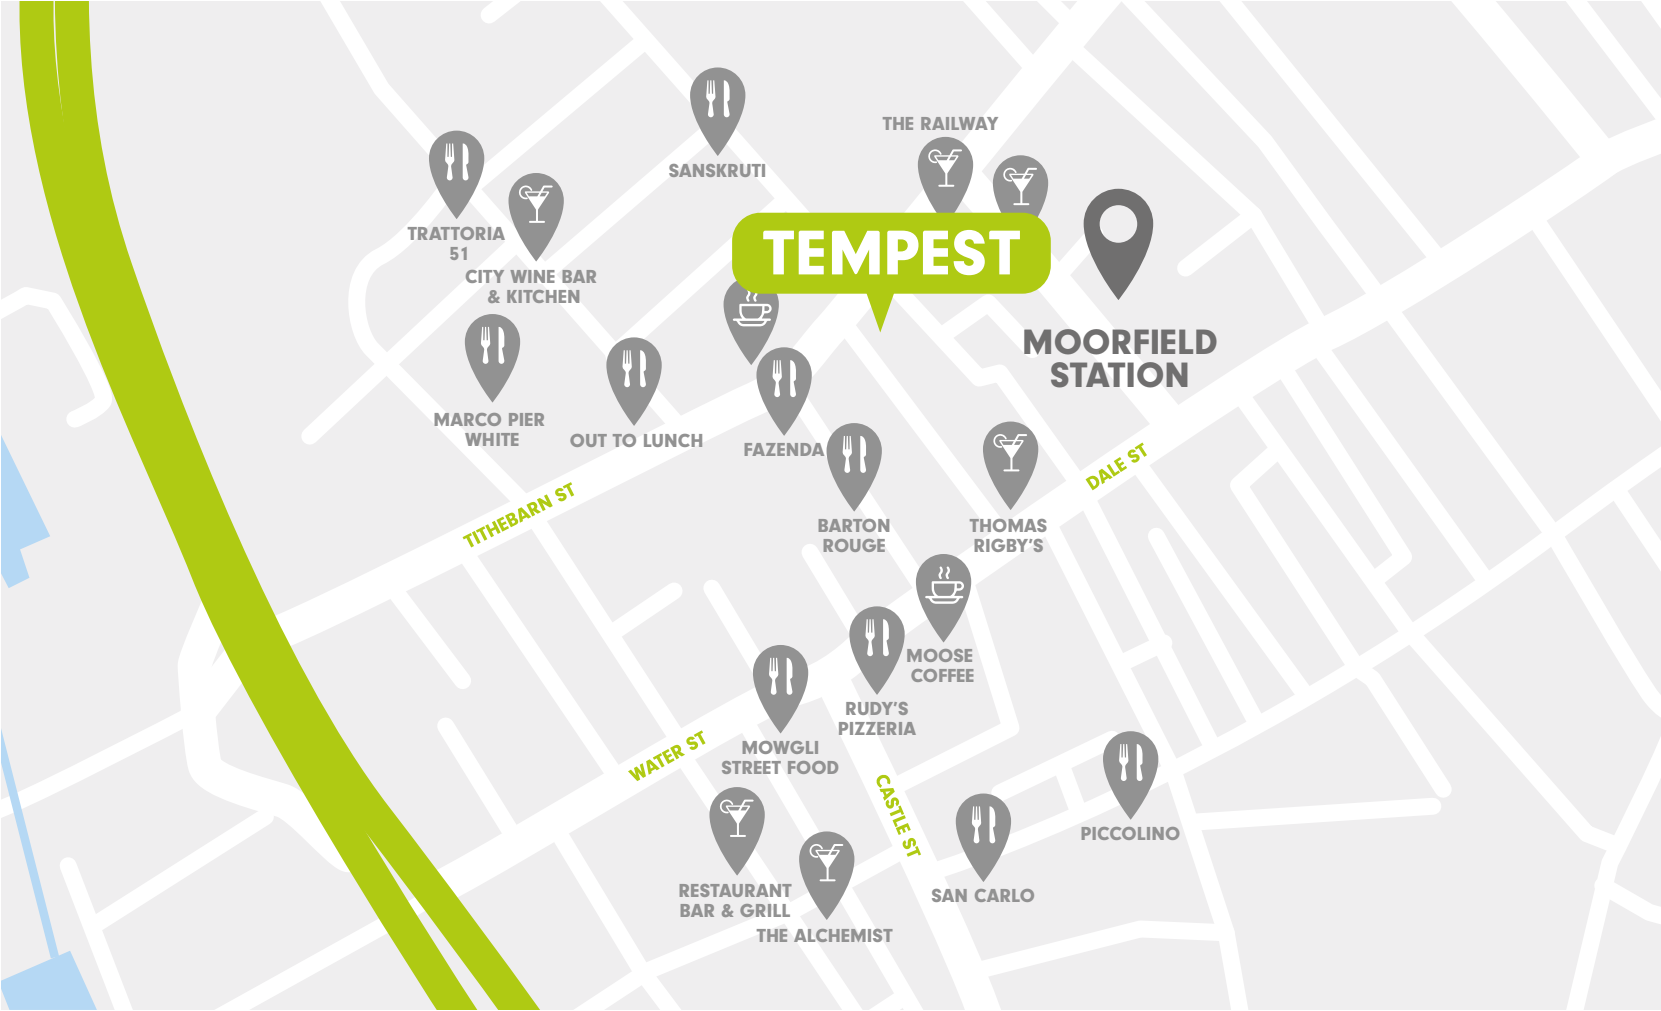 THE RAILWAY
SANSKRUTI
TRATTORIA
51
TEMPEST
CITY WINE BAR
& KITCHEN
MOORFIELD
STATION
MARCO PIER
WHITE
OUT TO LUNCH
FAZENDA
DALE ST
TITHEBARN ST
BARTON
ROUGE
THOMAS
RIGBY'S
MOOSE
COFFEE
RUDY'S
PIZZERIA
WATER ST
MOWGLI
STREET FOOD
CASTLE ST
PICCOLINO
RESTAURANT
BAR & GRILL
SAN CARLO
THE ALCHEMIST